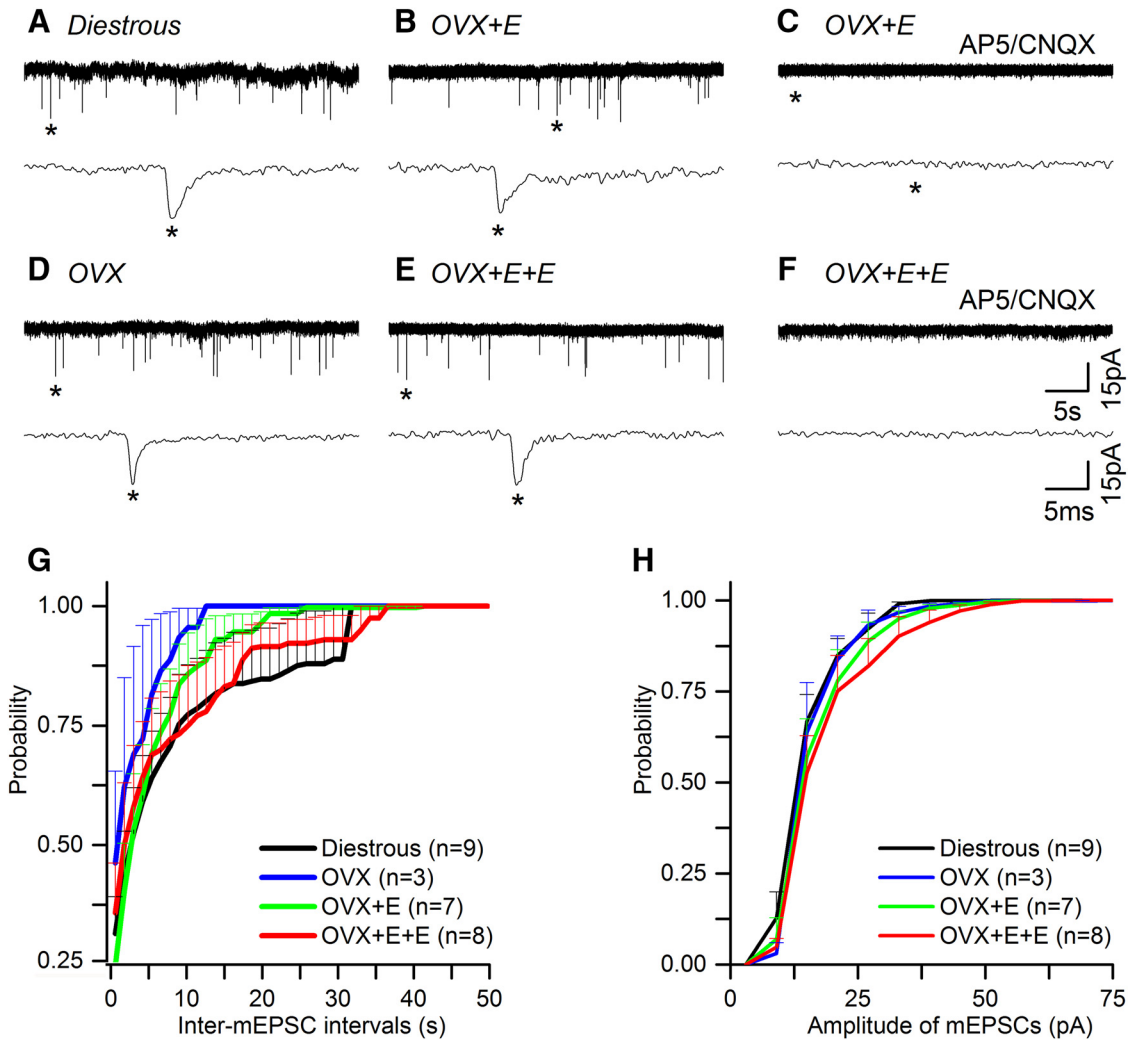 A Diestrous
B OVX+E
C OVX+E
AP5/CNQX
*
*
*
*
*
*
D OVX
E OVX+E+E
F OVX+E+E
AP5/CNQX
*
*
15pA
5s
*
*
15pA
5ms
G
1.00
0.75
0.50
0.25
Probability
Diestrous (n=9)
OVX (n=3)
OVX+E (n=7)
OVX+E+E (n=8)
0 10 20 30 40 50
Inter-mEPSC intervals (s)
H
1.00
0.75
0.50
0.25
0.00
Probability
Diestrous (n=9)
OVX (n=3)
OVX+E (n=7)
OVX+E+E (n=8)
0 25 50 75
Amplitude of mEPSCs (pA)